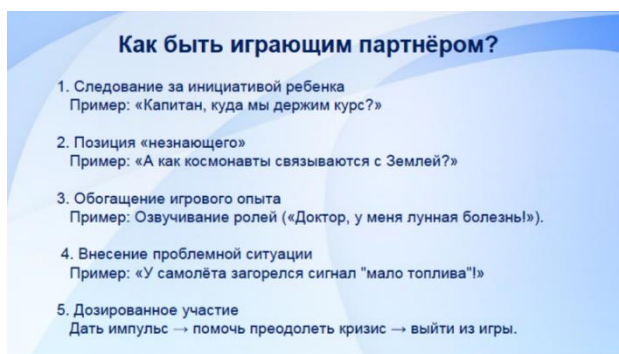 Как быть играющим партнёром?
1. Следование за инициативой ребенка
Пример: «Капитан, куда мы держим курс?»
2. Позиция «незнающего»
Пример: «А как космонавты связываются с Землей?»
3. Обогащение игрового опыта
Пример: Озвучивание ролей («Доктор, у меня лунная болезнь!»).
4. Внесение проблемной ситуации
Пример: «У самолёта загорелся сигнал "мало топлива"!»
5. Дозированное участие
Дать импульс → помочь преодолеть кризис → выйти из игры.